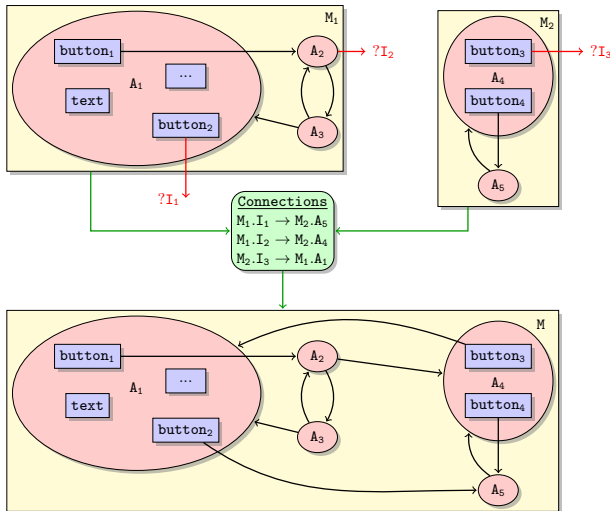 M₁
button₁
A₂
?I₂
...
A₁
text
button₂
A₃
?I₁
M₂
button₃
?I₃
A₄
button₄
A₅
Connections
M₁.I₁ → M₂.A₅
M₁.I₂ → M₂.A₄
M₂.I₃ → M₁.A₁
M
button₁
A₂
button₃
...
A₁
A₄
text
button₄
button₂
A₃
A₅